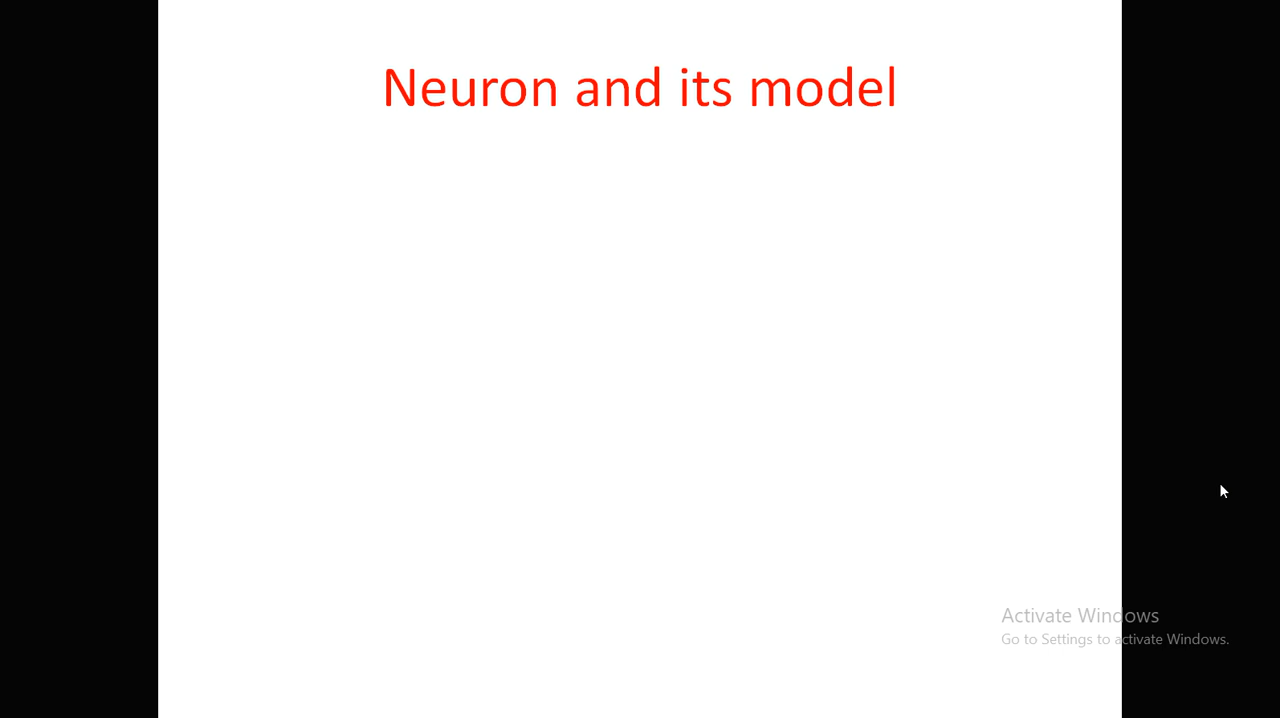 Neuron and its model
Activate Windows
Go to Settings to activate Windows.